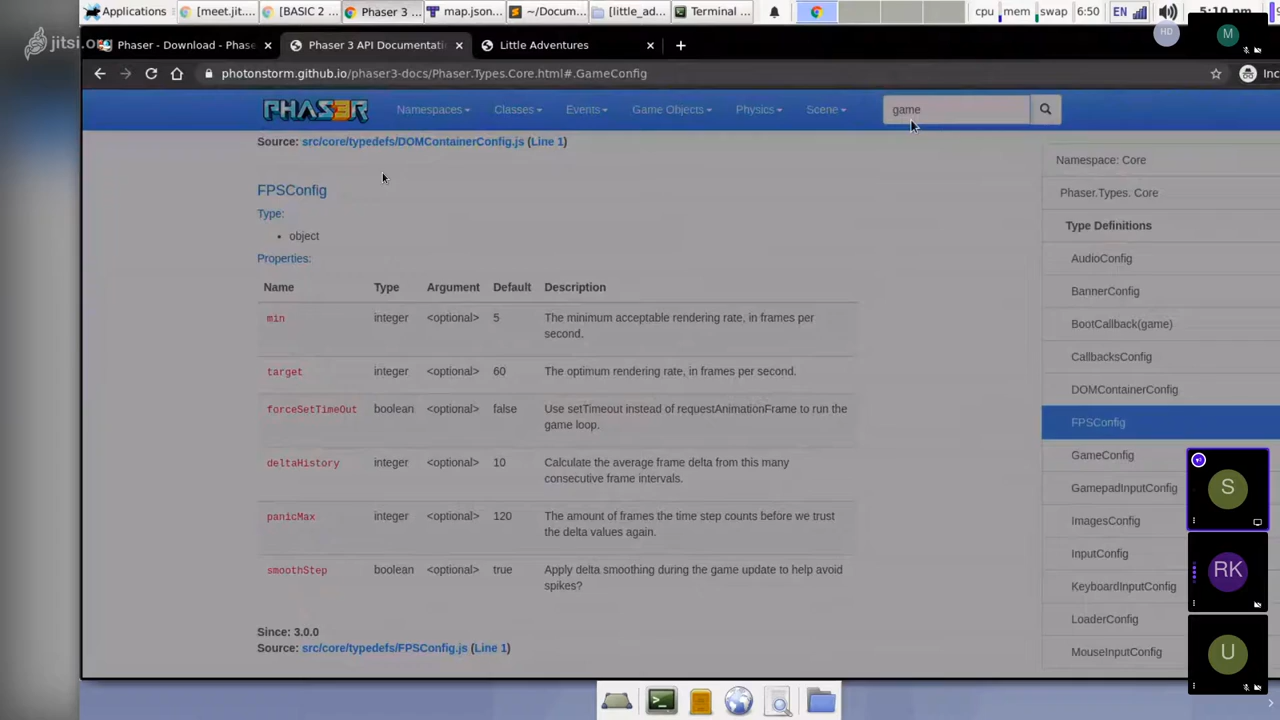 Applications
[meet.jit...
[BASIC 2 ...
Phaser 3 ...
map.json...
~/Docum...
[little_ad...
Terminal ...
cpu
mem
swap
6:50
EN
5:10 pm
jitsi.org
Phaser - Download - Phase
Phaser 3 API Documentati
Little Adventures
HD
M
photonstorm.github.io/phaser3-docs/Phaser.Types.Core.html#.GameConfig
Inc
PHASER
Namespaces
Classes
Events
Game Objects
Physics
Scene
game
Source: src/core/typedefs/DOMContainerConfig.js (Line 1)
FPSConfig
Type:
• object
Properties:
Name Type Argument Default Description
min integer <optional> 5 The minimum acceptable rendering rate, in frames per
second.
target integer <optional> 60 The optimum rendering rate, in frames per second.
forceSetTimeOut boolean <optional> false Use setTimeout instead of requestAnimationFrame to run the
game loop.
deltaHistory integer <optional> 10 Calculate the average frame delta from this many
consecutive frame intervals.
panicMax integer <optional> 120 The amount of frames the time step counts before we trust
the delta values again.
smoothStep boolean <optional> true Apply delta smoothing during the game update to help avoid
spikes?
Since: 3.0.0
Source: src/core/typedefs/FPSConfig.js (Line 1)
Namespace: Core
Phaser.Types. Core
Type Definitions
AudioConfig
BannerConfig
BootCallback(game)
CallbacksConfig
DOMContainerConfig
FPSConfig
GameConfig
GamepadInputConfig
ImagesConfig
InputConfig
KeyboardInputConfig
LoaderConfig
MouseInputConfig
S
RK
U